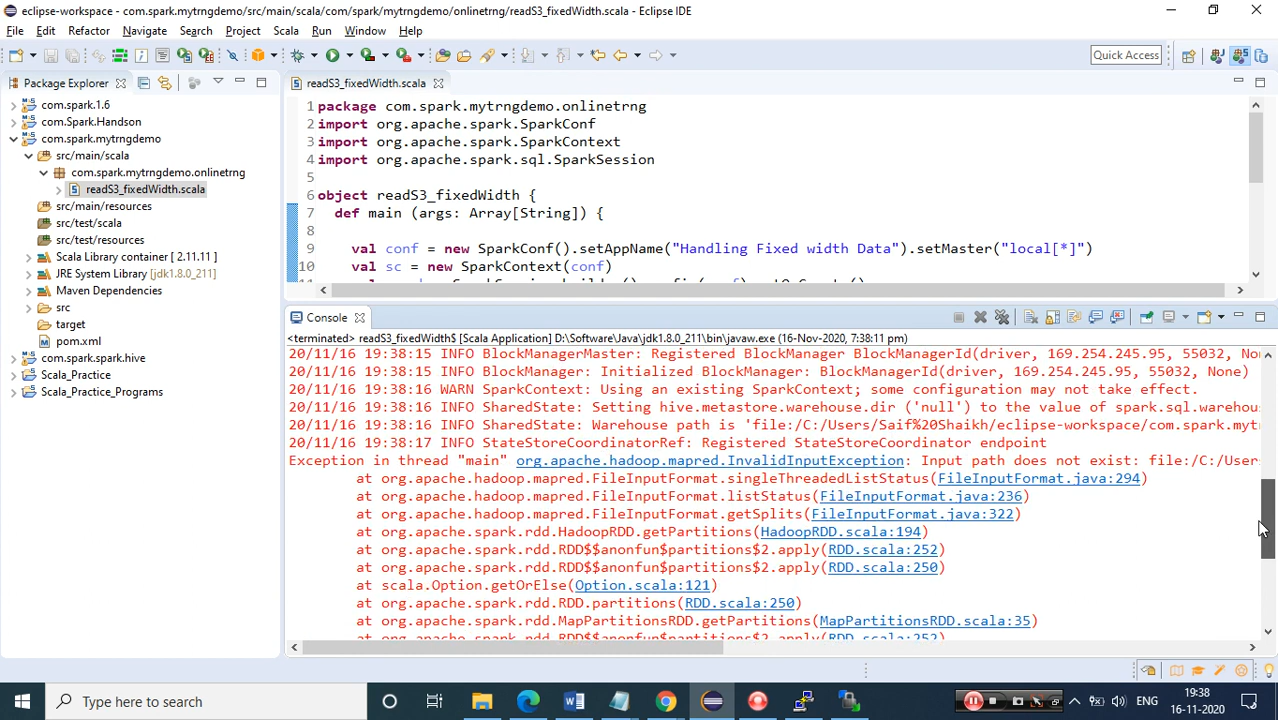 eclipse-workspace - com.spark.mytrngdemo/src/main/scala/com/spark/mytrngdemo/onlinetrng/readS3_fixedWidth.scala - Eclipse IDE
File Edit Refactor Navigate Search Project Scala Run Window Help
Quick Access
Package Explorer
com.spark.1.6
com.Spark.Handson
com.spark.mytrngdemo
src/main/scala
com.spark.mytrngdemo.onlinetrng
readS3_fixedWidth.scala
src/main/resources
src/test/scala
src/test/resources
Scala Library container [ 2.11.11 ]
JRE System Library [jdk1.8.0_211]
Maven Dependencies
src
target
pom.xml
com.spark.spark.hive
Scala_Practice
Scala_Practice_Programs
readS3_fixedWidth.scala
1 package com.spark.mytrngdemo.onlinetrng
2 import org.apache.spark.SparkConf
3 import org.apache.spark.SparkContext
4 import org.apache.spark.sql.SparkSession
5
6 object readS3_fixedWidth {
7 def main (args: Array[String]) {
8
9 val conf = new SparkConf().setAppName("Handling Fixed width Data").setMaster("local[*]")
10 val sc = new SparkContext(conf)
Console
<terminated> readS3_fixedWidth$ [Scala Application] D:\Software\Java\jdk1.8.0_211\bin\javaw.exe (16-Nov-2020, 7:38:11 pm)
20/11/16 19:38:15 INFO BlockManagerMaster: Registered BlockManager BlockManagerId(driver, 169.254.245.95, 55032, Non
20/11/16 19:38:15 INFO BlockManager: Initialized BlockManager: BlockManagerId(driver, 169.254.245.95, 55032, None)
20/11/16 19:38:16 WARN SparkContext: Using an existing SparkContext; some configuration may not take effect.
20/11/16 19:38:16 INFO SharedState: Setting hive.metastore.warehouse.dir ('null') to the value of spark.sql.warehou
20/11/16 19:38:16 INFO SharedState: Warehouse path is 'file:/C:/Users/Saif%20Shaikh/eclipse-workspace/com.spark.myt
20/11/16 19:38:17 INFO StateStoreCoordinatorRef: Registered StateStoreCoordinator endpoint
Exception in thread "main" org.apache.hadoop.mapred.InvalidInputException: Input path does not exist: file:/C:/Users
at org.apache.hadoop.mapred.FileInputFormat.singleThreadedListStatus(FileInputFormat.java:294)
at org.apache.hadoop.mapred.FileInputFormat.listStatus(FileInputFormat.java:236)
at org.apache.hadoop.mapred.FileInputFormat.getSplits(FileInputFormat.java:322)
at org.apache.spark.rdd.HadoopRDD.getPartitions(HadoopRDD.scala:194)
at org.apache.spark.rdd.RDD$$anonfun$partitions$2.apply(RDD.scala:252)
at org.apache.spark.rdd.RDD$$anonfun$partitions$2.apply(RDD.scala:250)
at scala.Option.getOrElse(Option.scala:121)
at org.apache.spark.rdd.RDD.partitions(RDD.scala:250)
at org.apache.spark.rdd.MapPartitionsRDD.getPartitions(MapPartitionsRDD.scala:35)
at org.apache.spark.rdd.RDD$$anonfun$partitions$2.apply(RDD.scala:252)
Type here to search
ENG
19:38
16-11-2020